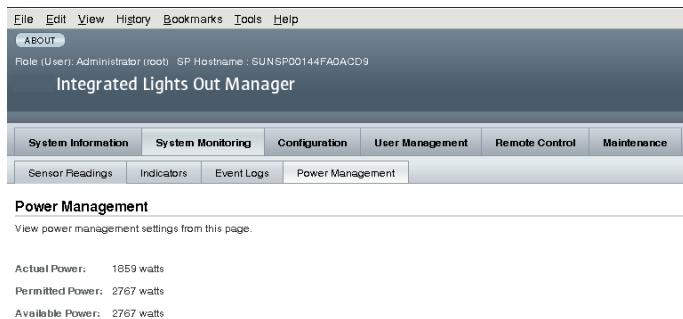 File Edit View History Bookmarks Tools Help
ABOUT
Role (User): Administrator (root) SP Hostname : SUNSP00144FA0ACD9
Integrated Lights Out Manager
System Information System Monitoring Configuration User Management Remote Control Maintenance
Sensor Readings Indicators Event Logs Power Management
Power Management
View power management settings from this page.
Actual Power: 1859 watts
Permitted Power: 2767 watts
Available Power: 2767 watts